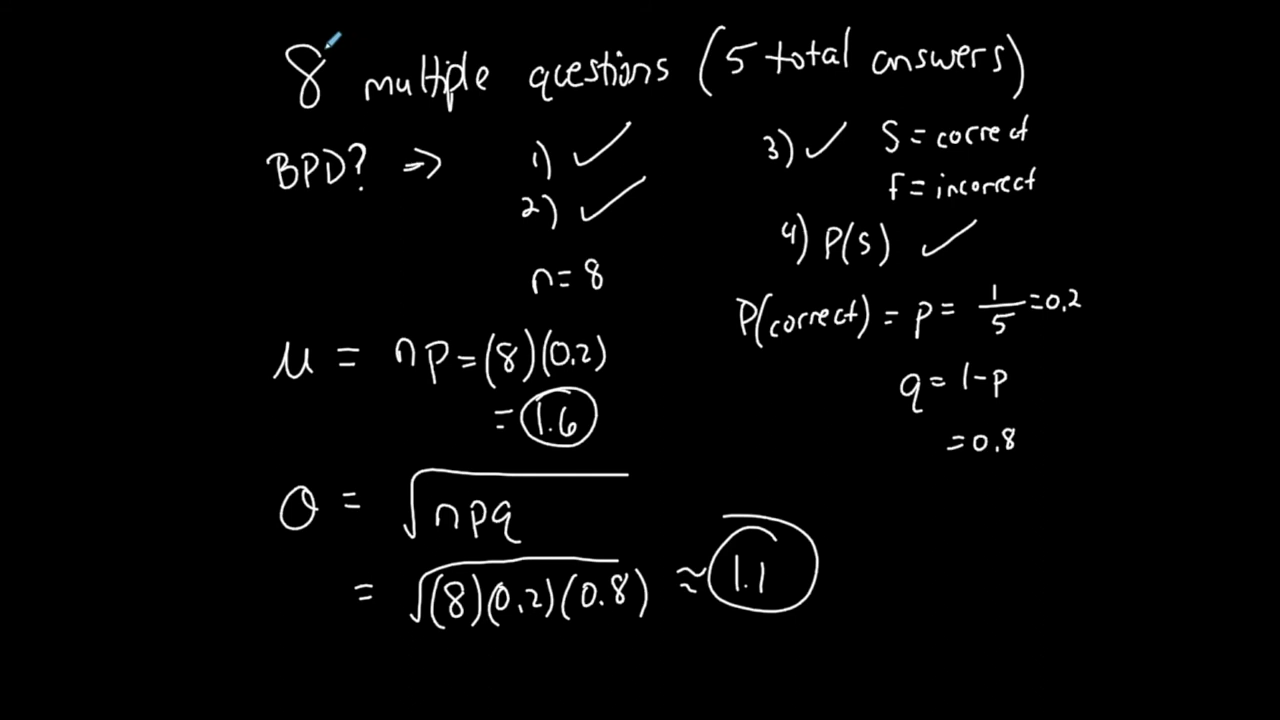 8 multiple questions (5 total answers)
BPD? => 1) ✓
2) ✓
n = 8
3) ✓ S = correct
F = incorrect
4) P(s) ✓
P(correct) = p = 1/5 = 0.2
q = 1-p
= 0.8
μ = np = (8)(0.2)
= 1.6
σ = √npq
= √(8)(0.2)(0.8) ≈ 1.1